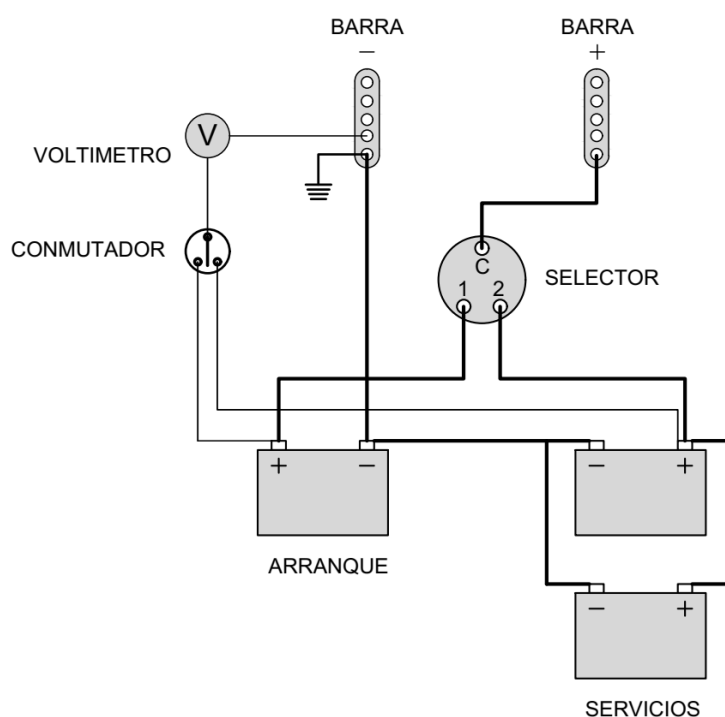 BARRA
−
BARRA
+
V
VOLTIMETRO
CONMUTADOR
C
1 2
SELECTOR
+ −
− +
ARRANQUE
− +
SERVICIOS